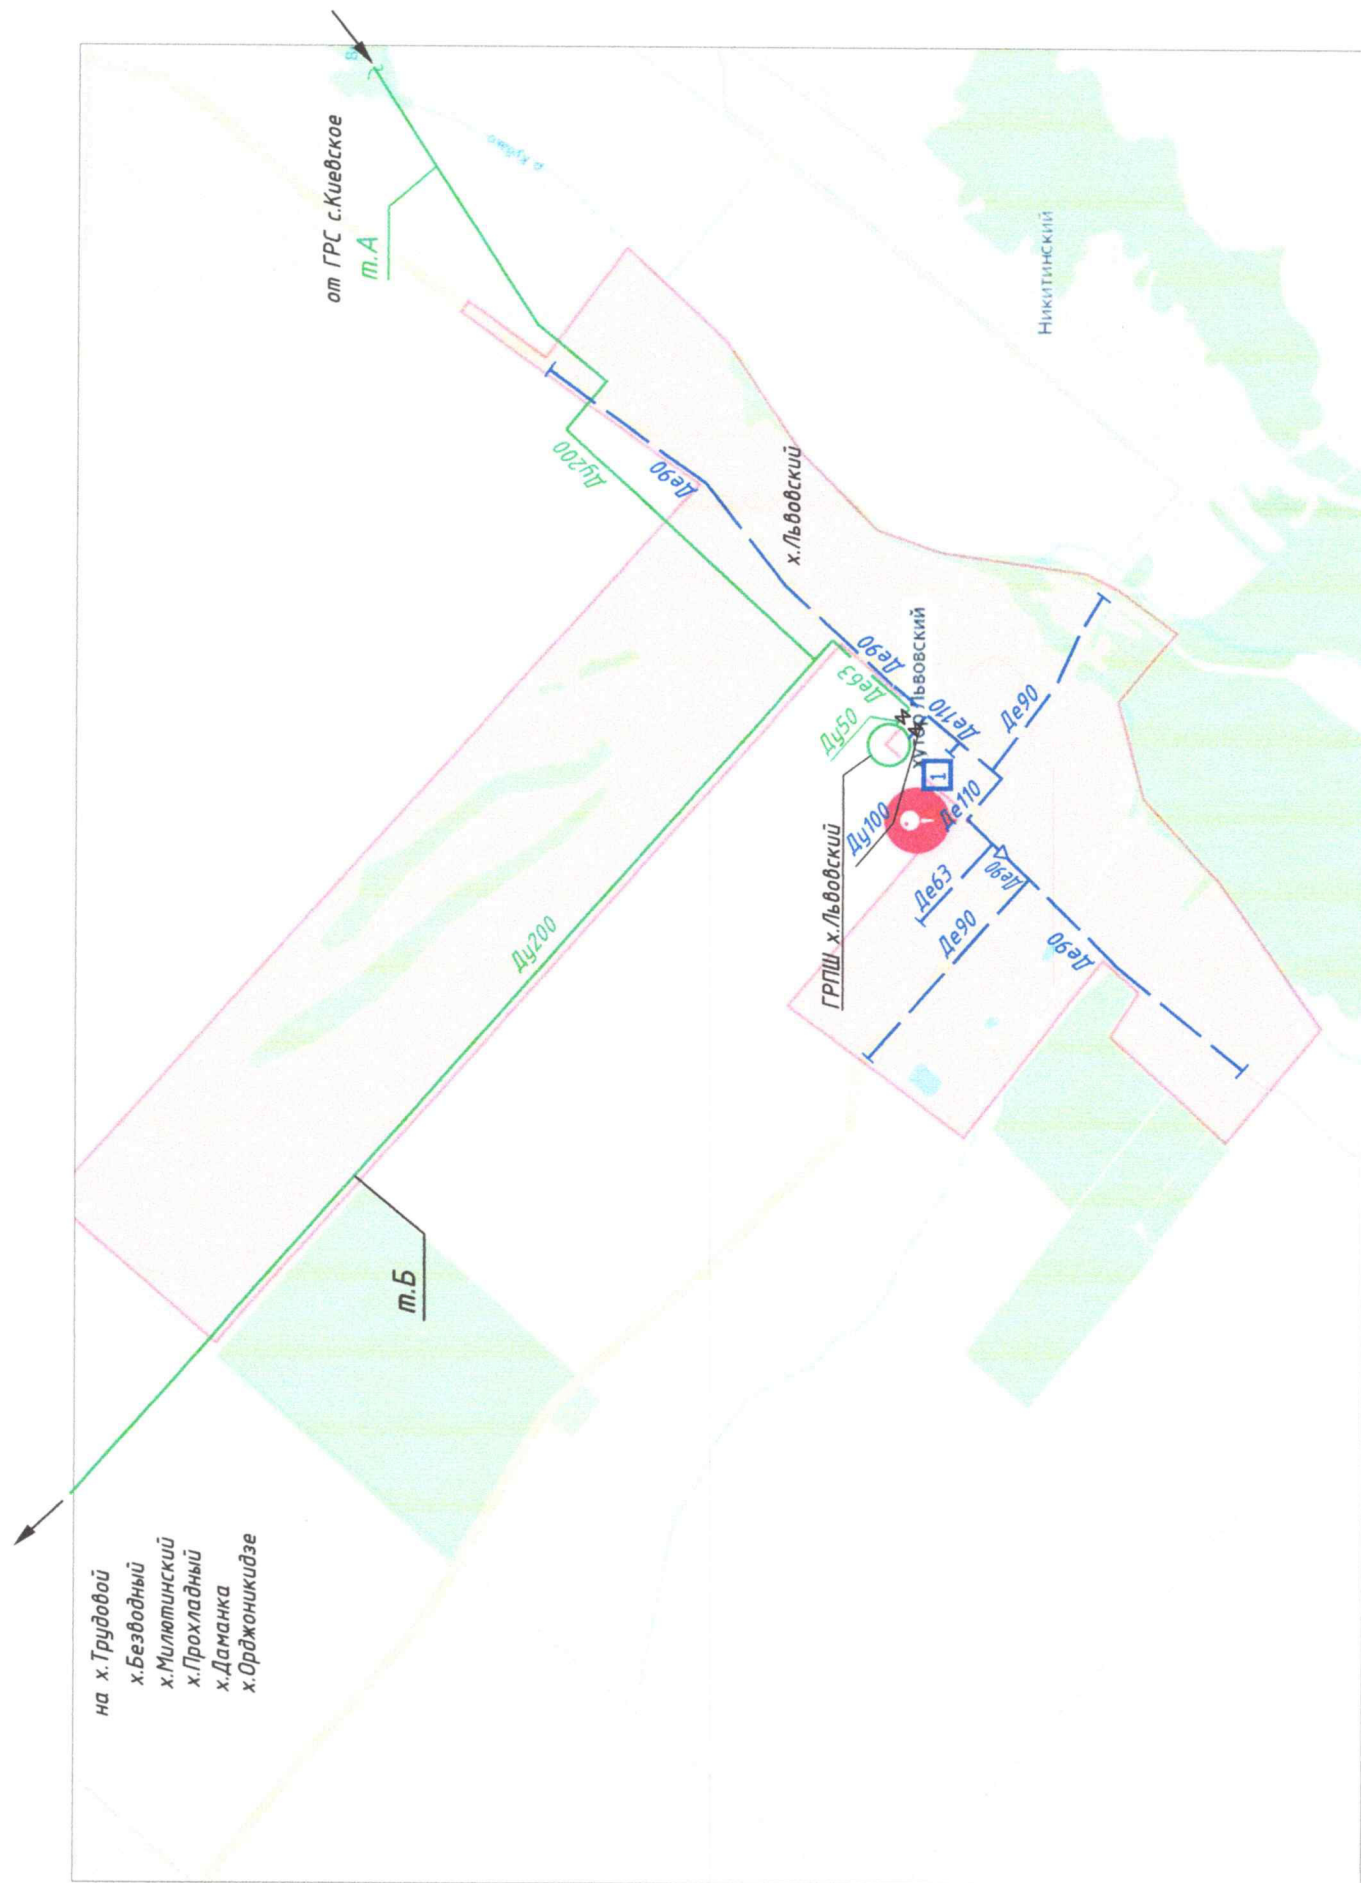 от ГРС с.Киевское
т.А
р. Кубако
Никитинский
Ду200
Де90
х.Львовский
Де90
Де63
хутор Львовский
Ду50
Де110
Де90
1
Де110
Ду100
ГРПШ х.Львовский
Де63
Де90
Де90
Де90
Ду200
т.Б
на х.Трудовой
х.Безводный
х.Милютинский
х.Прохладный
х.Даманка
х.Орджоникидзе